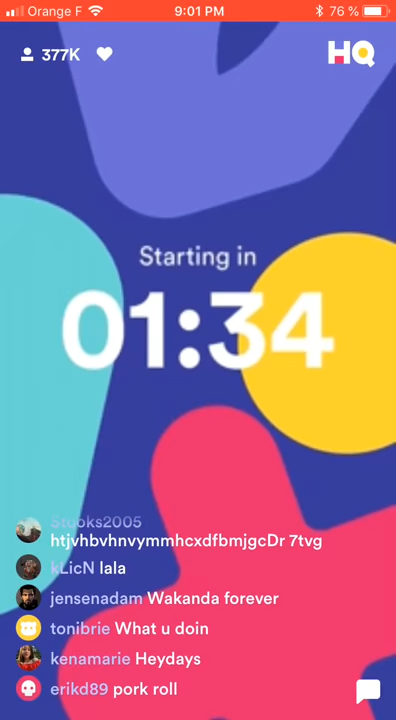 Orange F 9:01 PM 76 %
377K HQ
Starting in
01:34
Stooks2005
htjvhbvhnvymmhcxdfbmjgcDr 7tvg
kLicN lala
jensenadam Wakanda forever
tonibrie What u doin
kenamarie Heydays
erikd89 pork roll